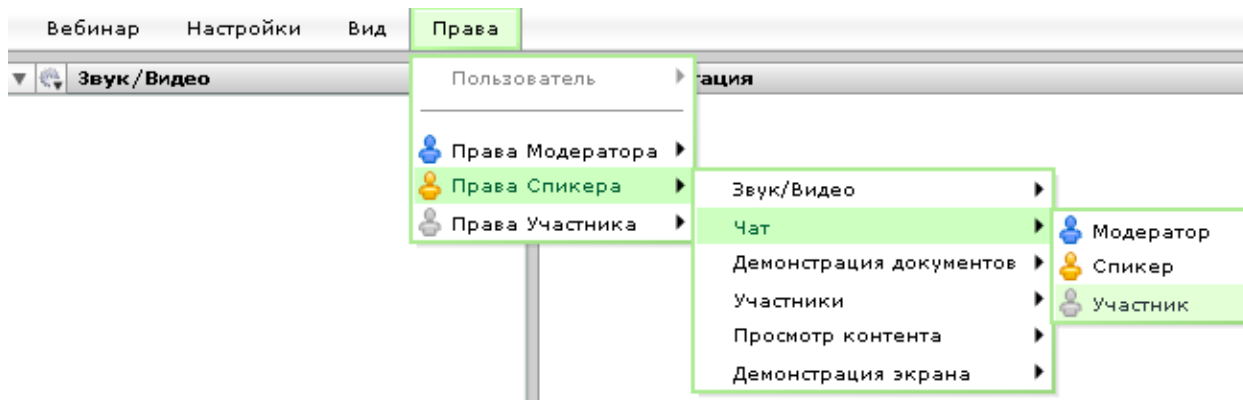 Вебинар Настройки Вид Права
Звук/Видео тация
Пользователь
Права Модератора
Права Спикера
Права Участника
Звук/Видео
Чат
Демонстрация документов
Участники
Просмотр контента
Демонстрация экрана
Модератор
Спикер
Участник